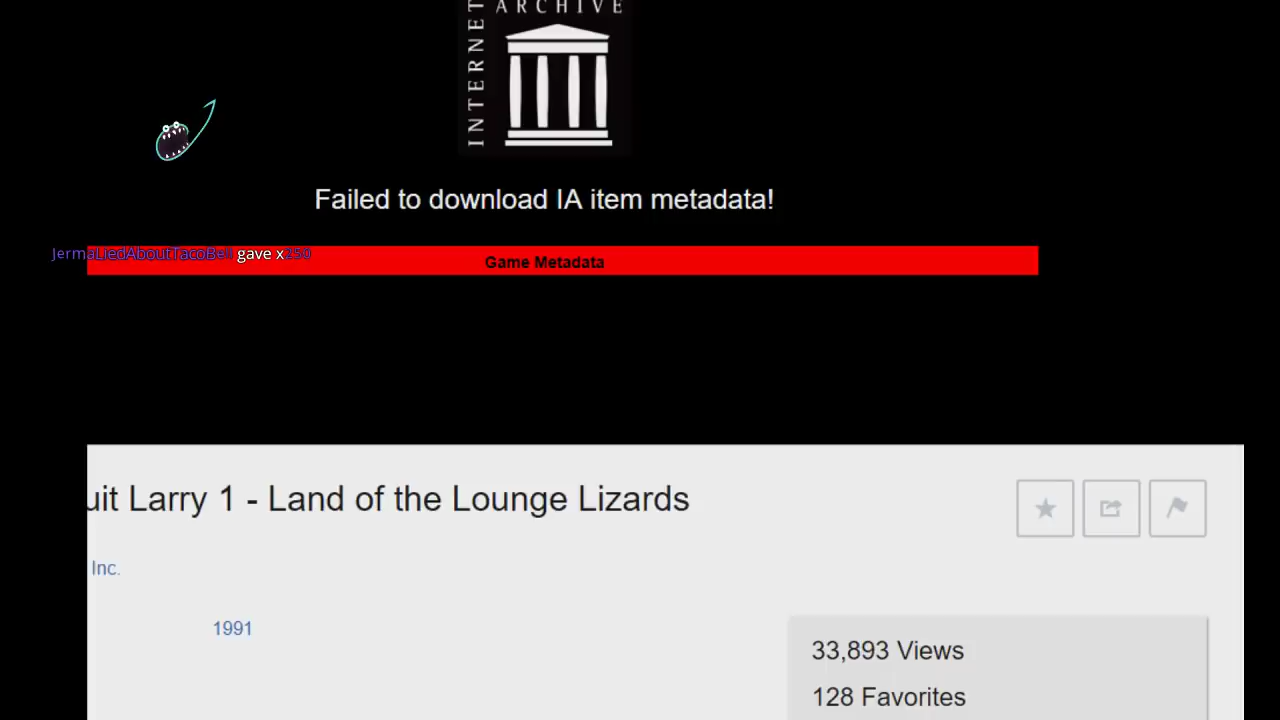 ARCHIVE
INTERNET
Failed to download IA item metadata!
JermaLiedAboutTacoBell gave x250
Game Metadata
uit Larry 1 - Land of the Lounge Lizards
Inc.
1991
33,893 Views
128 Favorites